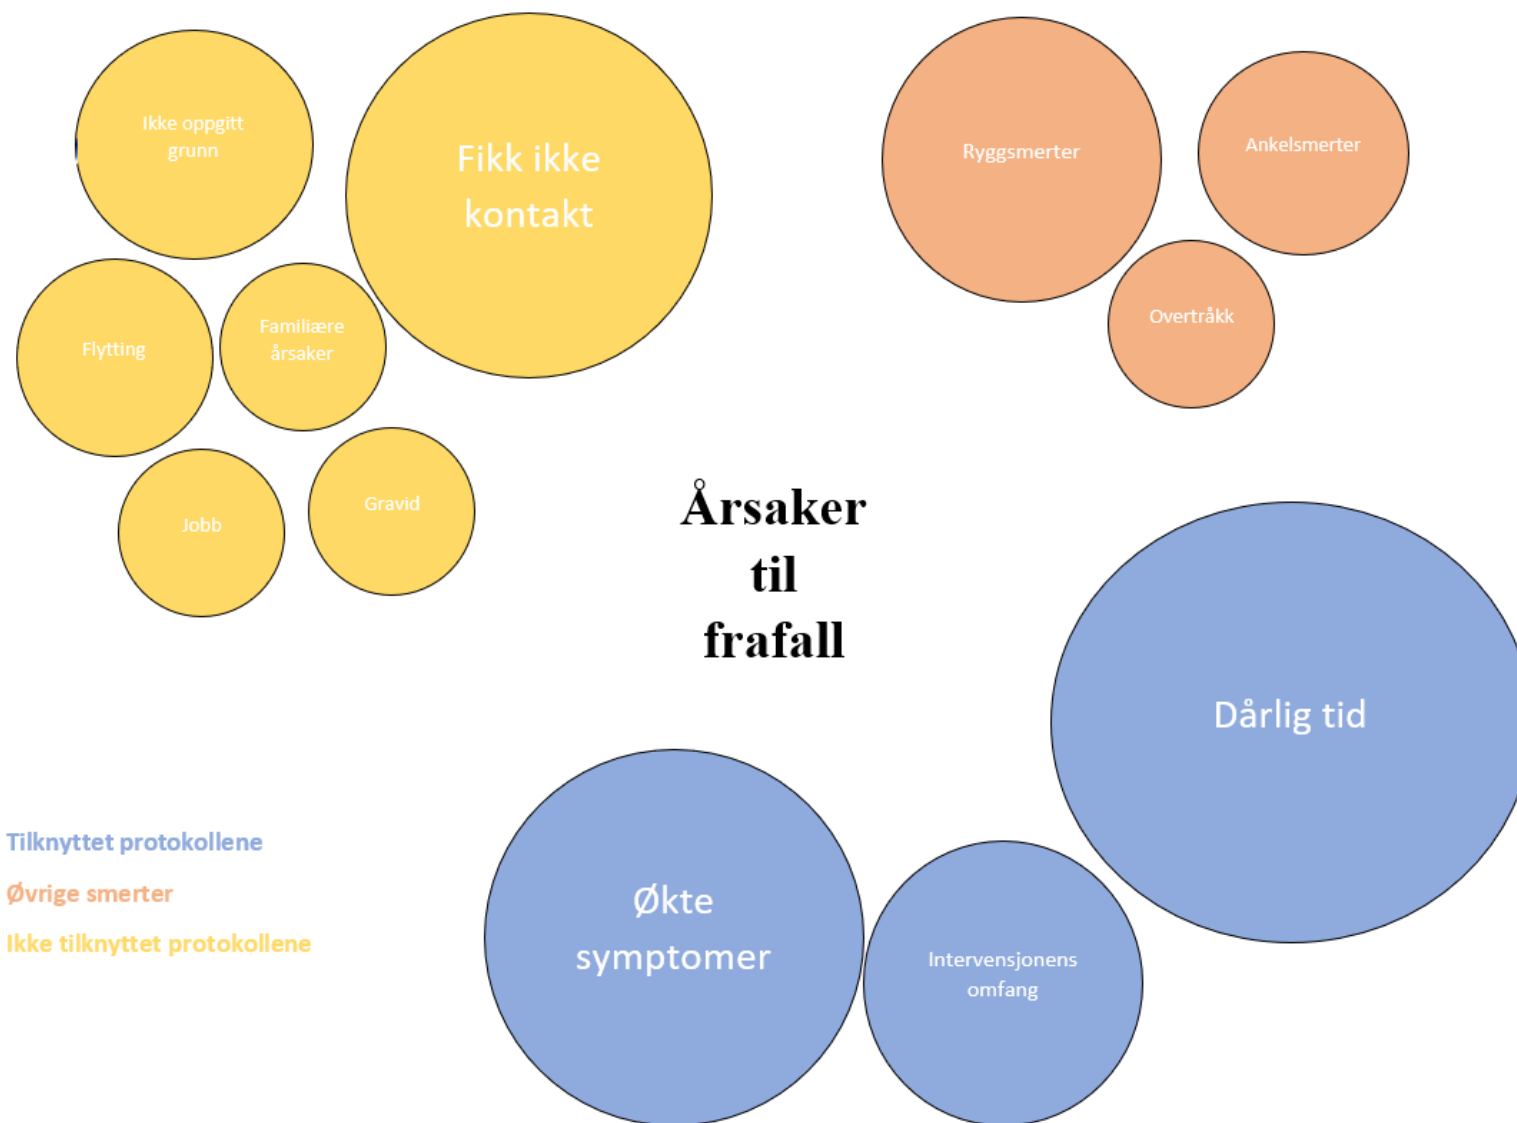 Ikke oppgitt
grunn
Fikk ikke
kontakt
Flytting
Familiære
årsaker
Jobb
Gravid
Ryggsmerter
Ankelsmerter
Overtråkk
Årsaker
til
frafall
Dårlig tid
Økte
symptomer
Intervensjonens
omfang
Tilknyttet protokollene
Øvrige smerter
Ikke tilknyttet protokollene